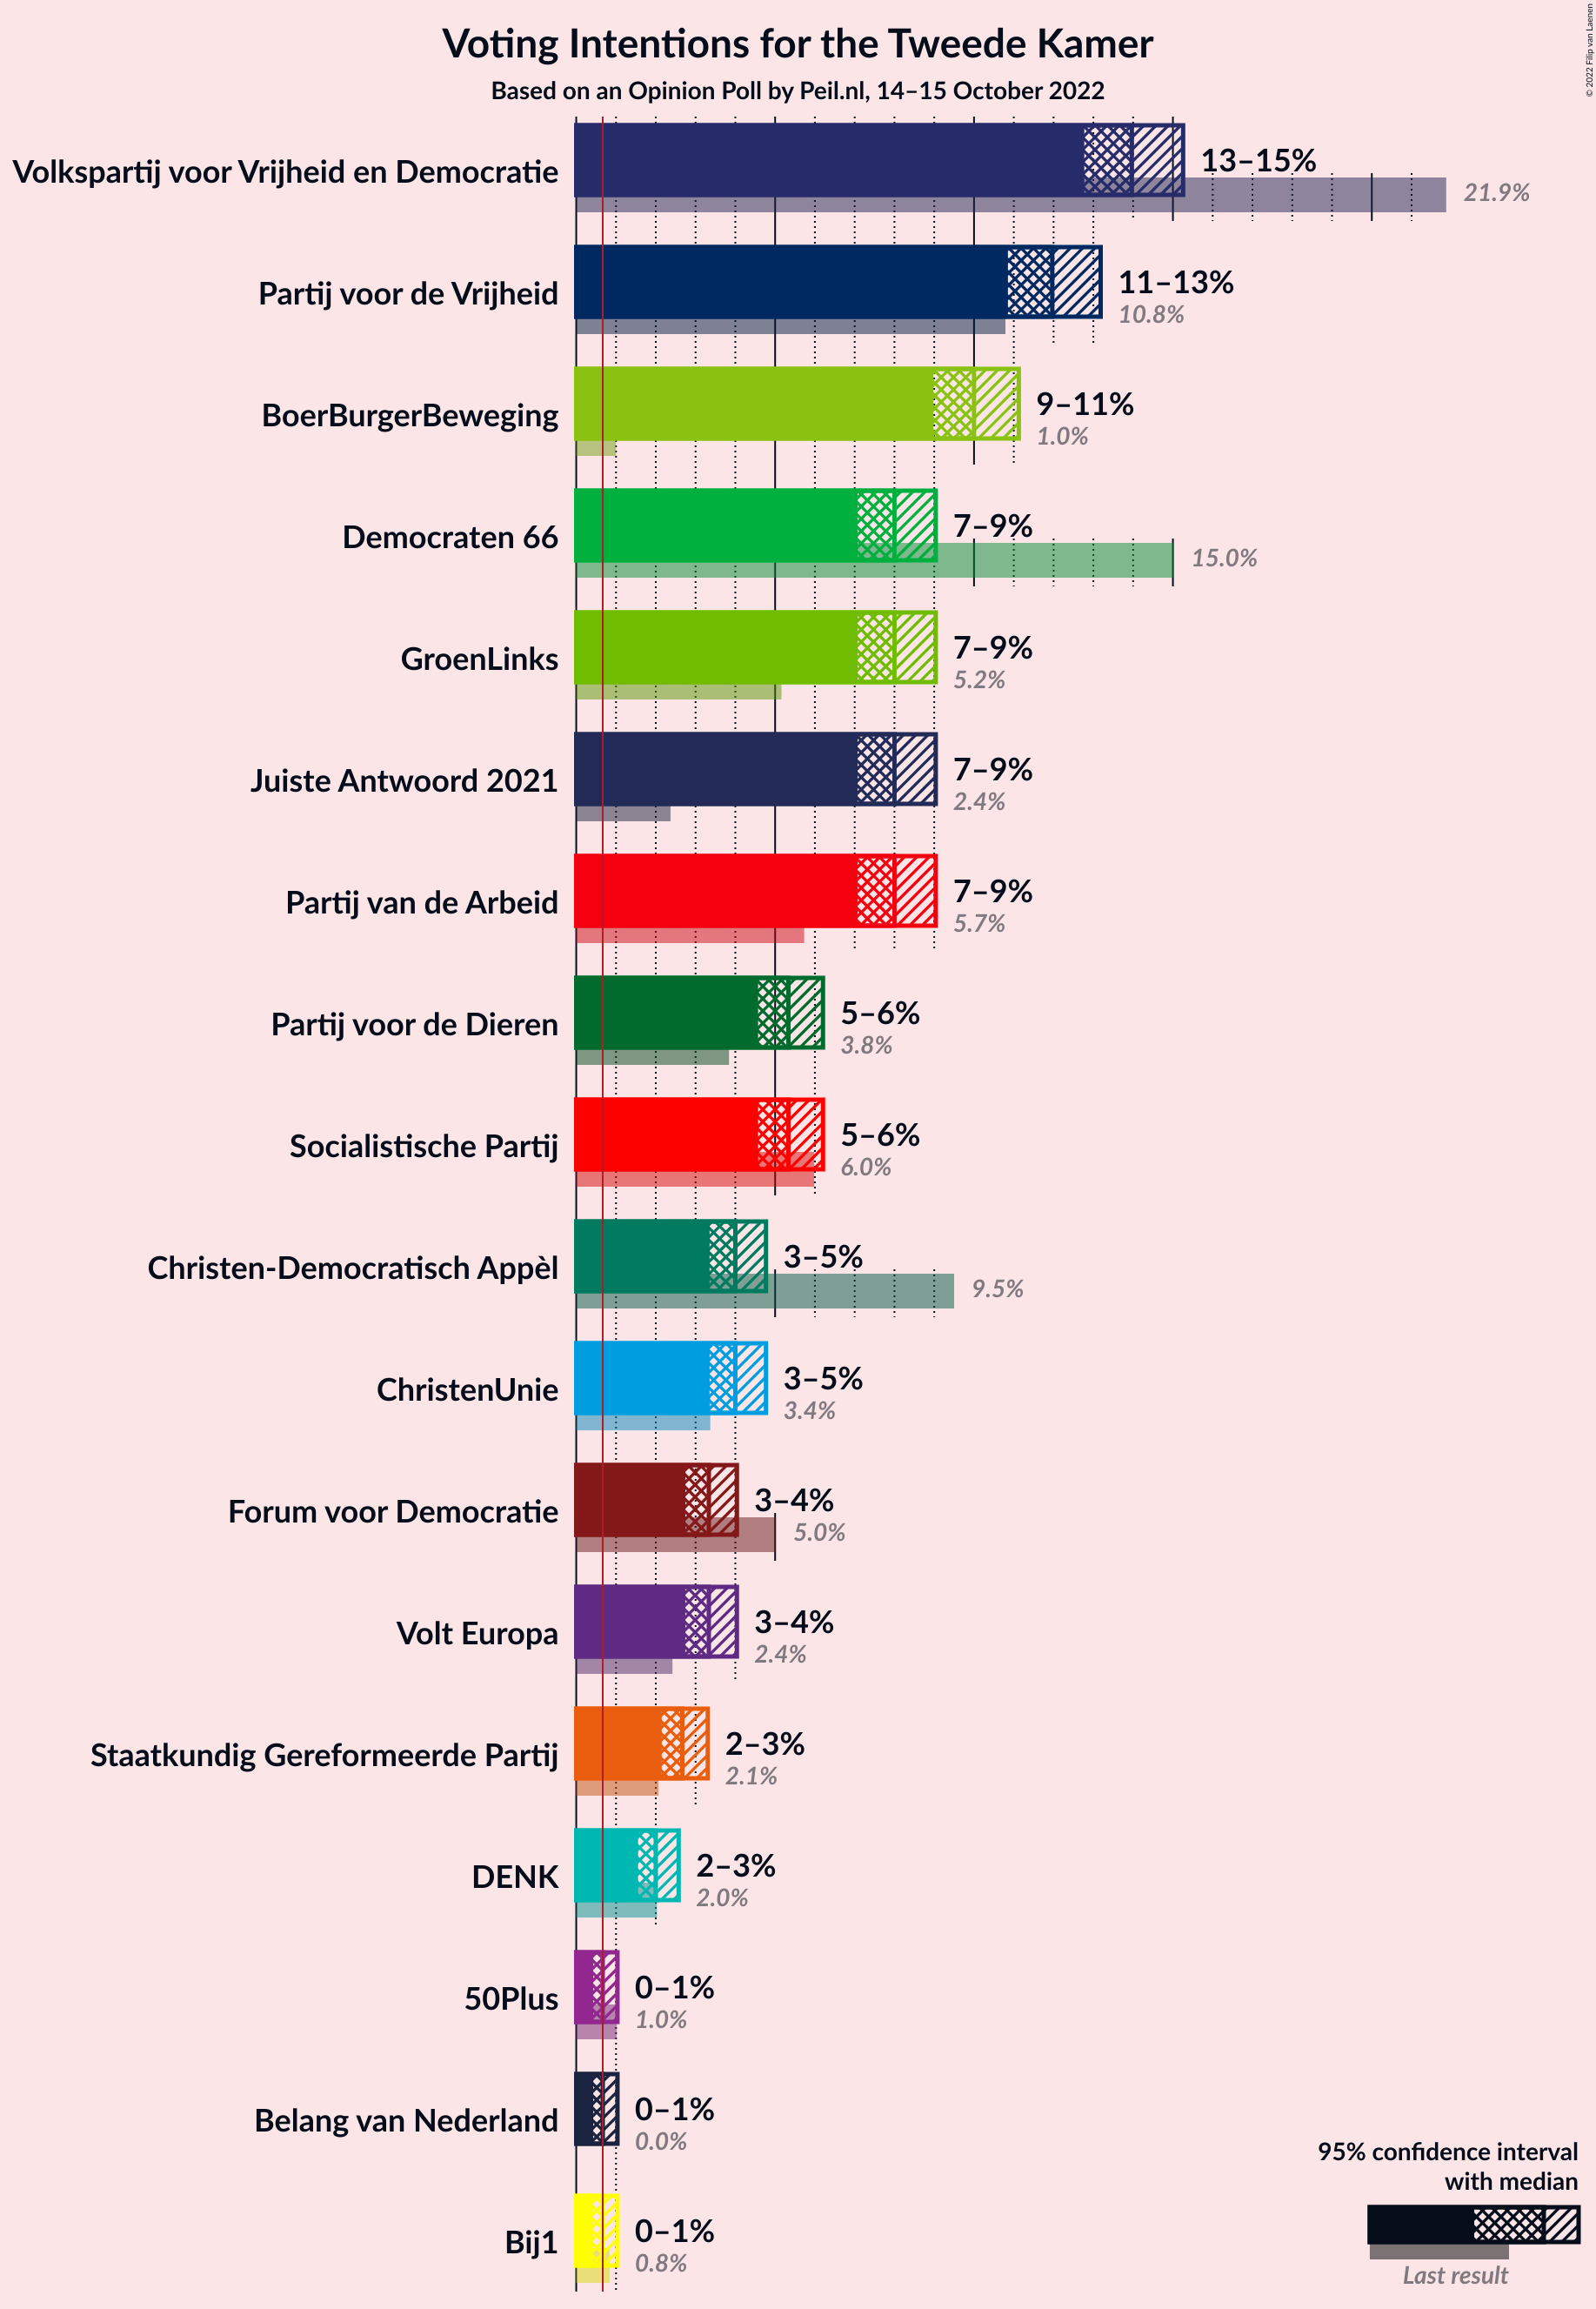 Voting Intentions for the Tweede Kamer
Based on an Opinion Poll by Peil.nl, 14–15 October 2022
© 2022 Filip van Laenen
Volkspartij voor Vrijheid en Democratie
13–15%
21.9%
Partij voor de Vrijheid
11–13%
10.8%
BoerBurgerBeweging
9–11%
1.0%
Democraten 66
7–9%
15.0%
GroenLinks
7–9%
5.2%
Juiste Antwoord 2021
7–9%
2.4%
Partij van de Arbeid
7–9%
5.7%
Partij voor de Dieren
5–6%
3.8%
Socialistische Partij
5–6%
6.0%
Christen-Democratisch Appèl
3–5%
9.5%
ChristenUnie
3–5%
3.4%
Forum voor Democratie
3–4%
5.0%
Volt Europa
3–4%
2.4%
Staatkundig Gereformeerde Partij
2–3%
2.1%
DENK
2–3%
2.0%
50Plus
0–1%
1.0%
Belang van Nederland
0–1%
0.0%
Bij1
0–1%
0.8%
95% confidence interval
with median
Last result